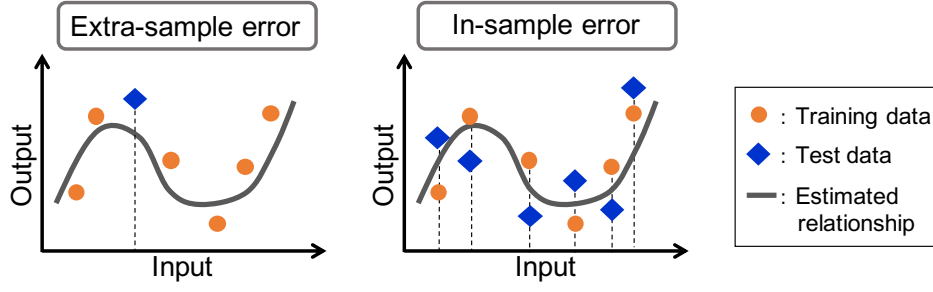 Extra-sample error
In-sample error
Output
Input
Output
Input
: Training data
: Test data
: Estimated
relationship